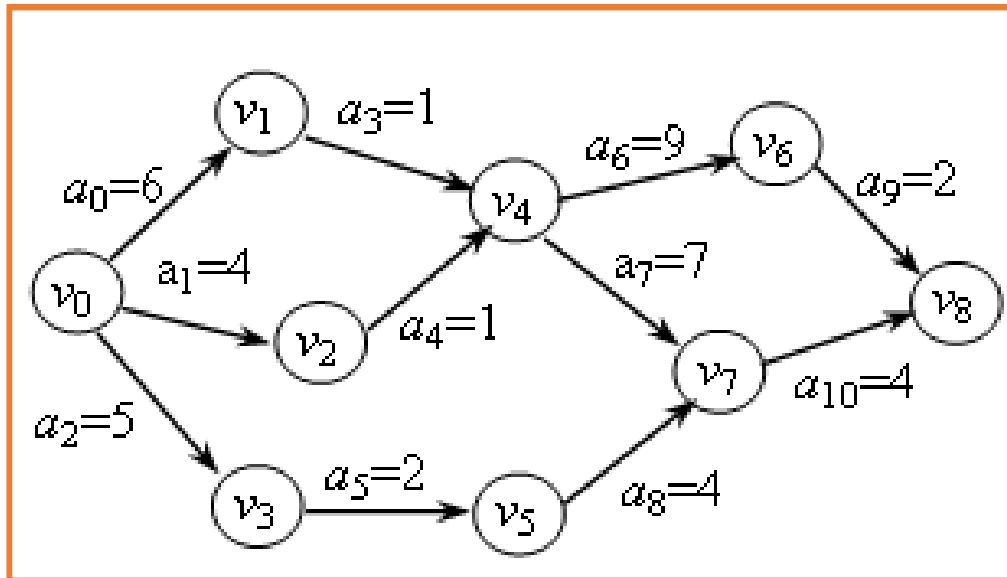 v₁
a₃=1
a₆=9
v₆
a₀=6
v₄
a₉=2
a₁=4
a₇=7
v₀
v₈
v₂
a₄=1
v₇
a₁₀=4
a₂=5
a₅=2
a₈=4
v₃
v₅